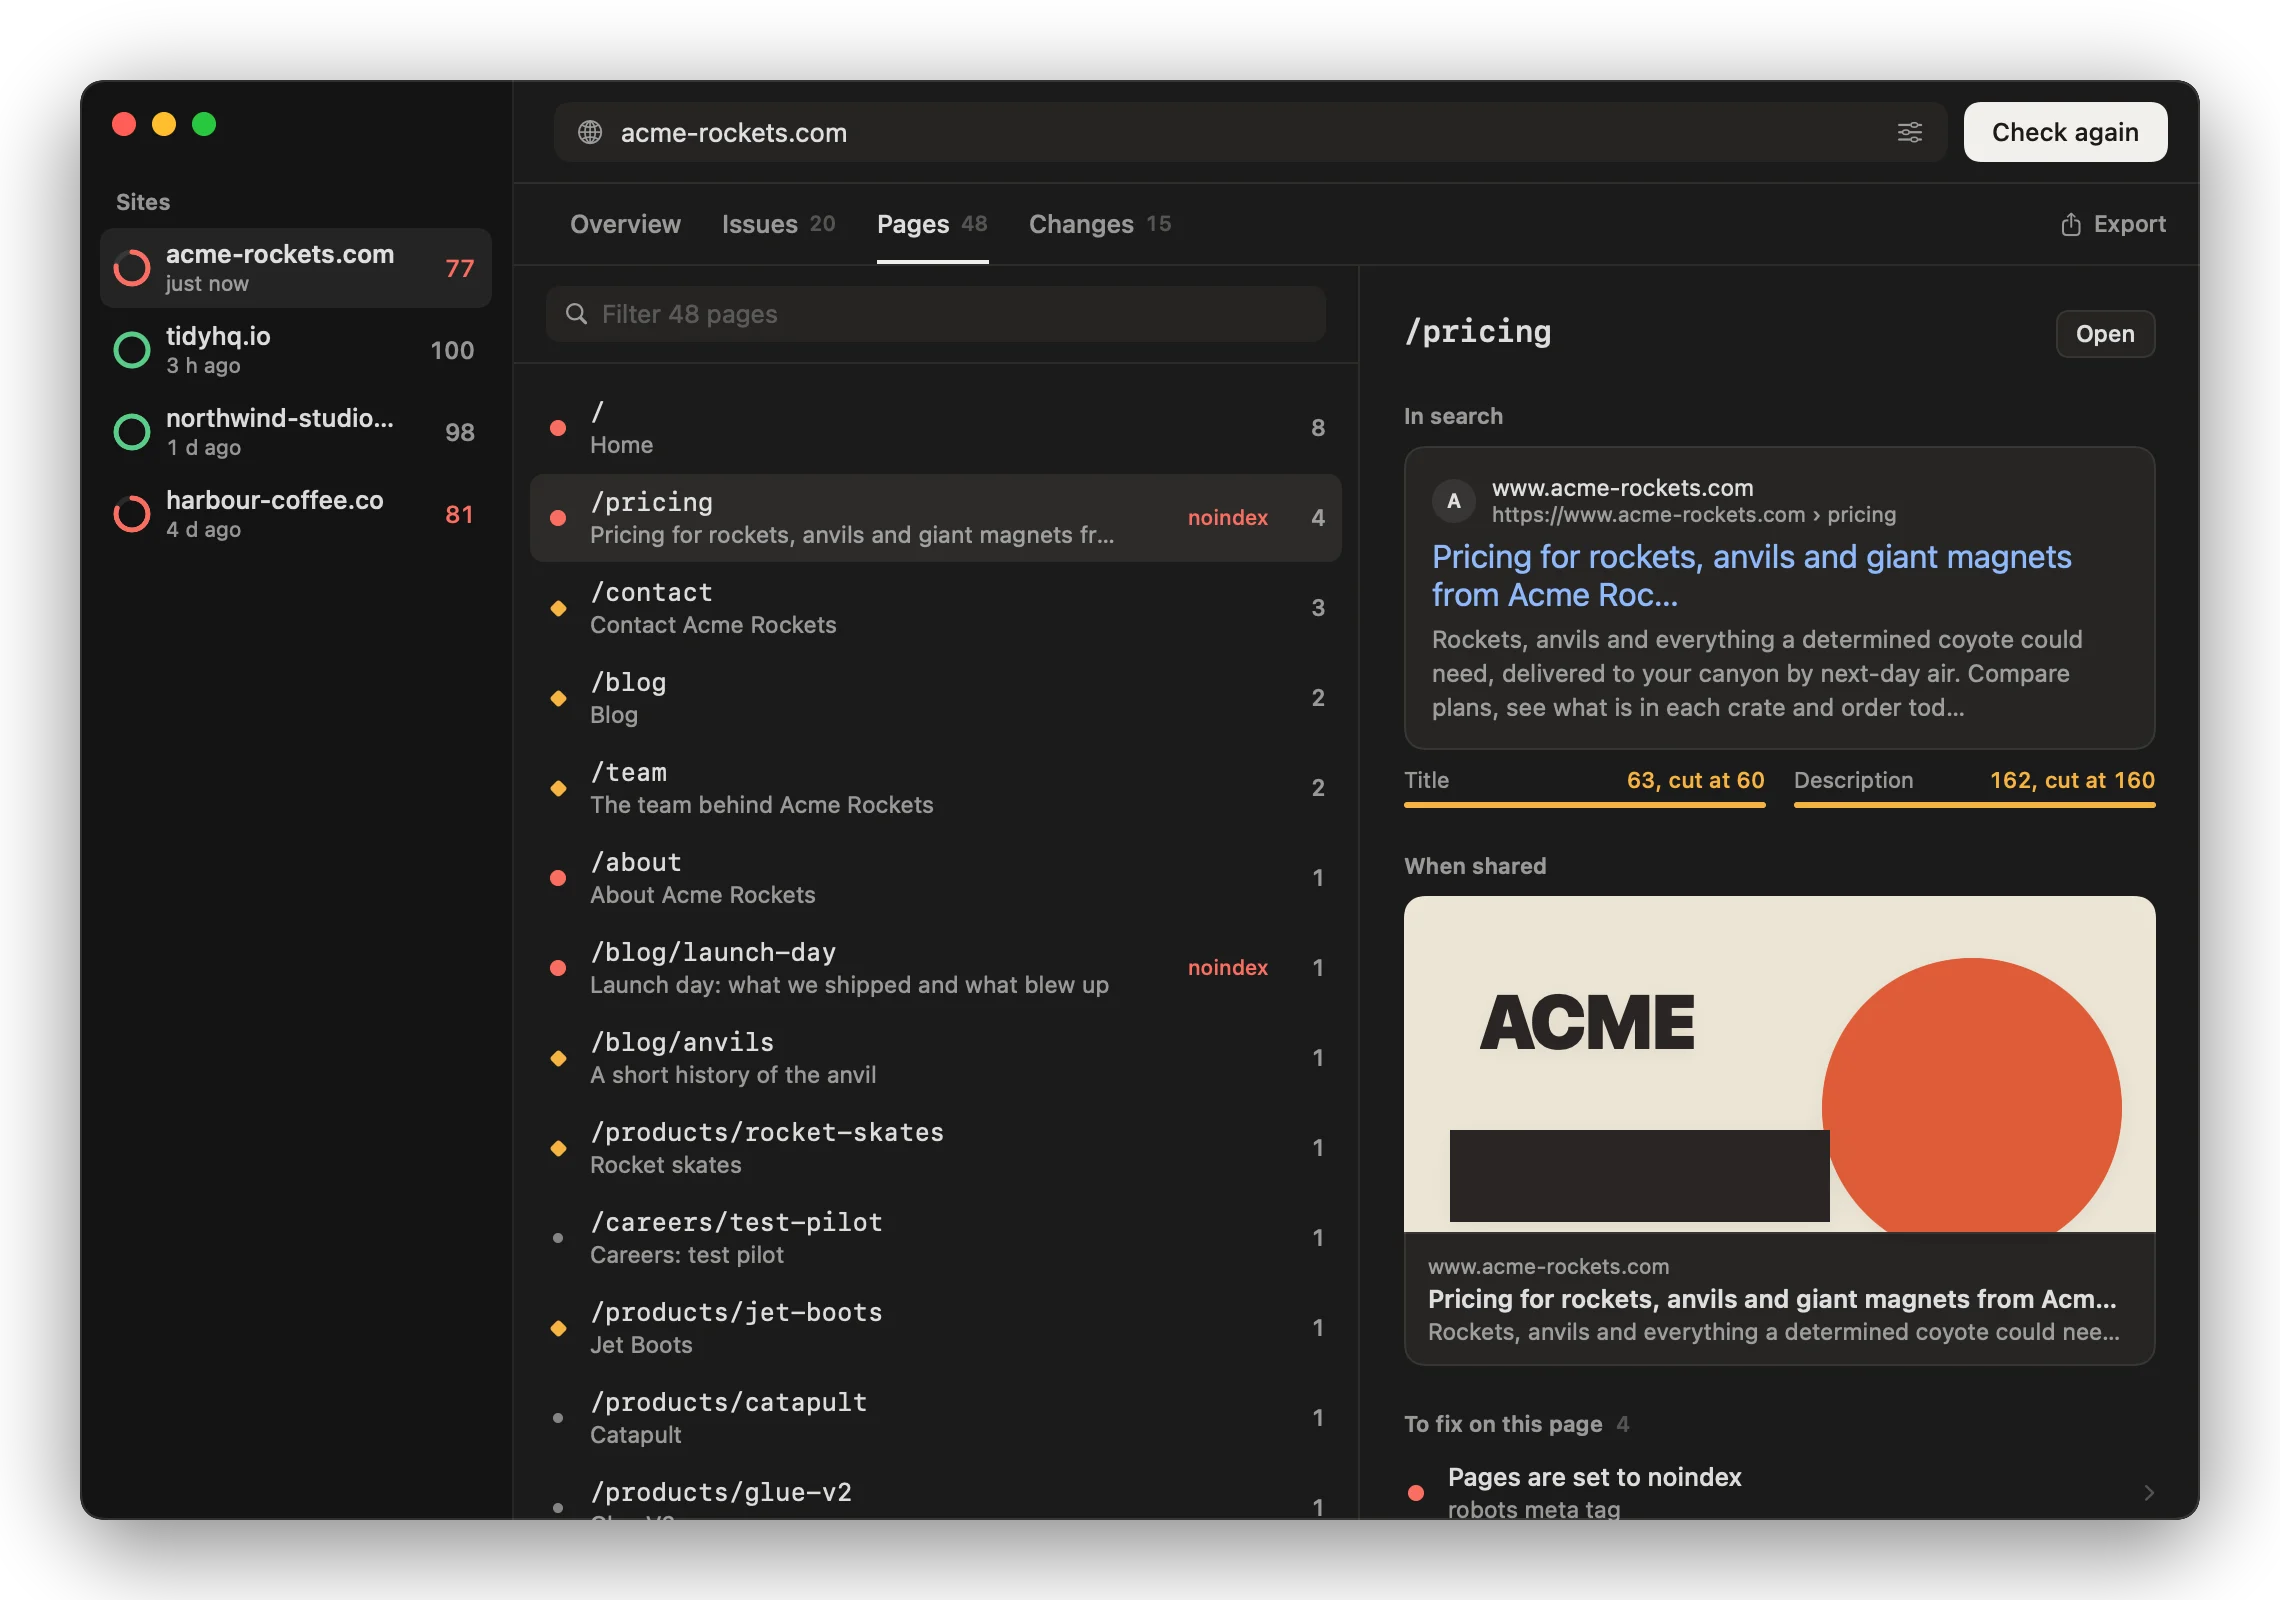 Sites
acme-rockets.com
just now
77
tidyhq.io
3 h ago
100
northwind-studio...
1 d ago
98
harbour-coffee.co
4 d ago
81
acme-rockets.com
Check again
Overview
Issues 20
Pages 48
Changes 15
Export
Filter 48 pages
/
Home
8
/pricing
Pricing for rockets, anvils and giant magnets fr...
noindex
4
/contact
Contact Acme Rockets
3
/blog
Blog
2
/team
The team behind Acme Rockets
2
/about
About Acme Rockets
1
/blog/launch-day
Launch day: what we shipped and what blew up
noindex
1
/blog/anvils
A short history of the anvil
1
/products/rocket-skates
Rocket skates
1
/careers/test-pilot
Careers: test pilot
1
/products/jet-boots
Jet Boots
1
/products/catapult
Catapult
1
/products/glue-v2
1
/pricing
Open
In search
A
www.acme-rockets.com
https://www.acme-rockets.com › pricing
Pricing for rockets, anvils and giant magnets
from Acme Roc...
Rockets, anvils and everything a determined coyote could
need, delivered to your canyon by next-day air. Compare
plans, see what is in each crate and order tod...
Title
63, cut at 60
Description
162, cut at 160
When shared
ACME
www.acme-rockets.com
Pricing for rockets, anvils and giant magnets from Acm...
Rockets, anvils and everything a determined coyote could nee...
To fix on this page 4
Pages are set to noindex
robots meta tag